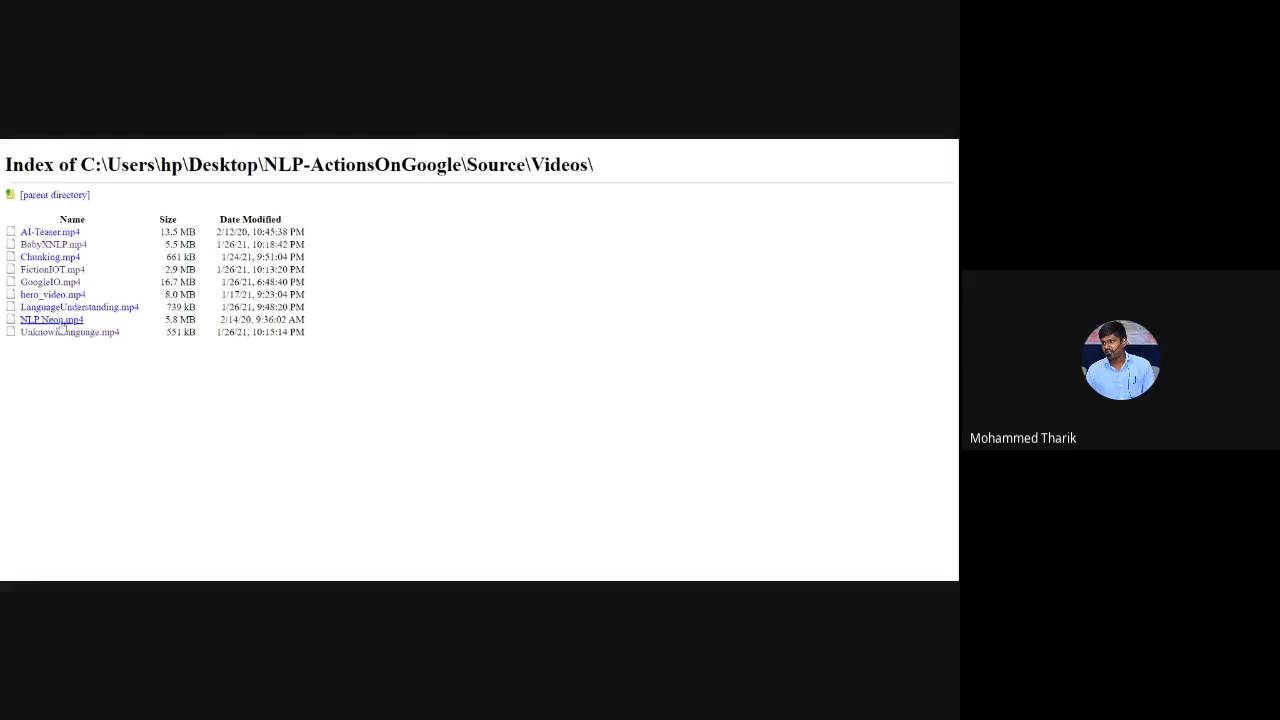 Index of C:\Users\hp\Desktop\NLP-ActionsOnGoogle\Source\Videos\
[parent directory]
Name Size Date Modified
AI-Teaser.mp4 13.5 MB 2/12/20, 10:45:38 PM
BabyXNLP.mp4 5.5 MB 1/26/21, 10:18:42 PM
Chunking.mp4 661 kB 1/24/21, 9:51:04 PM
FictionIOT.mp4 2.9 MB 1/26/21, 10:13:20 PM
GoogleIO.mp4 16.7 MB 1/26/21, 6:48:40 PM
hero_video.mp4 8.0 MB 1/17/21, 9:23:04 PM
LanguageUnderstanding.mp4 739 kB 1/26/21, 9:48:20 PM
NLP Neon.mp4 5.8 MB 2/14/20, 9:36:02 AM
UnknownLanguage.mp4 551 kB 1/26/21, 10:15:14 PM
Mohammed Tharik